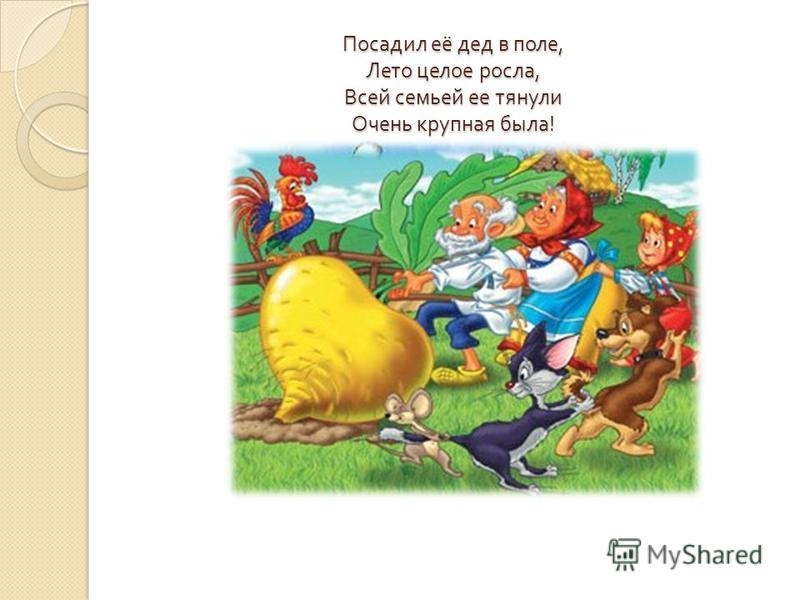 Посадил её дед в поле,
Лето целое росла,
Всей семьей ее тянули
Очень крупная была!
MyShared